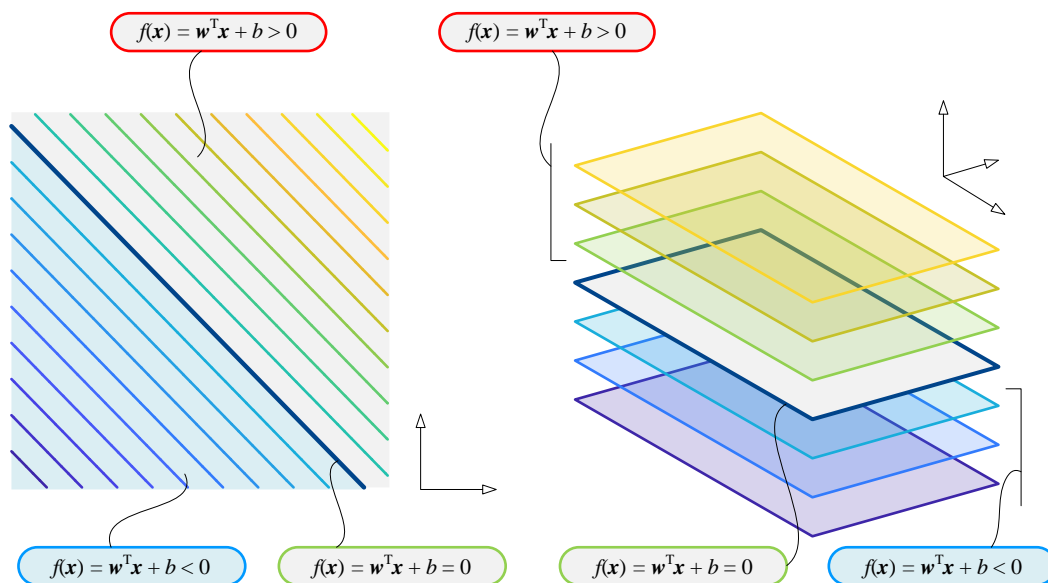 f(x) = wᵀx + b > 0
f(x) = wᵀx + b > 0
f(x) = wᵀx + b < 0
f(x) = wᵀx + b = 0
f(x) = wᵀx + b = 0
f(x) = wᵀx + b < 0